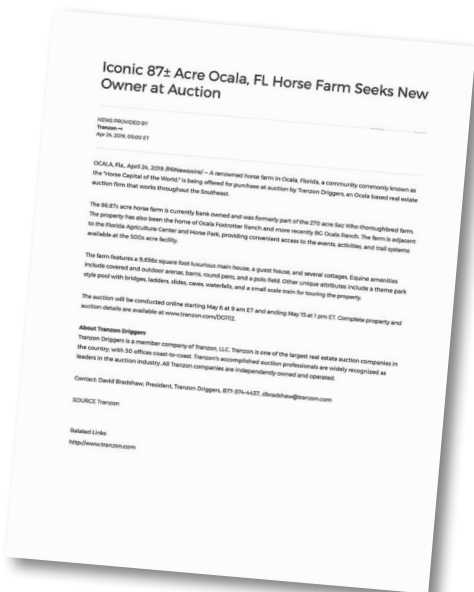 Iconic 87± Acre Ocala, FL Horse Farm Seeks New
Owner at Auction
NEWS PROVIDED BY
Tranzon
Apr 24, 2019, 05:00 ET
OCALA, Fla., April 24, 2019 /PRNewswire/ -- A renowned horse farm in Ocala, Florida, a community commonly known as
the "Horse Capital of the World," is being offered for purchase at auction by Tranzon Driggers, an Ocala based real estate
auction firm that works throughout the Southeast.
The 86.87± acre horse farm is currently bank owned and was formerly part of the 270 acre Sez Who thoroughbred farm.
The property has also been the home of Ocala Foxtrotter Ranch and more recently BG Ocala Ranch. The farm is adjacent
to the Florida Agriculture Center and Horse Park, providing convenient access to the events, activities, and trail systems
available at the 500± acre facility.
The farm features a 9,856± square foot luxurious main house, a guest house, and several cottages. Equine amenities
include covered and outdoor arenas, barns, round pens, and a polo field. Other unique attributes include a theme park
style pool with bridges, ladders, slides, caves, waterfalls, and a small scale train for touring the property.
The auction will be conducted online starting May 6 at 9 am ET and ending May 15 at 1 pm ET. Complete property and
auction details are available at www.tranzon.com/DG1112.
About Tranzon Driggers
Tranzon Driggers is a member company of Tranzon, LLC. Tranzon is one of the largest real estate auction companies in
the country, with 30 offices coast-to-coast. Tranzon's accomplished auction professionals are widely recognized as
leaders in the auction industry. All Tranzon companies are independently owned and operated.
Contact: David Bradshaw, President, Tranzon Driggers, 877-374-4437, dbradshaw@tranzon.com
SOURCE Tranzon
Related Links
http://www.tranzon.com